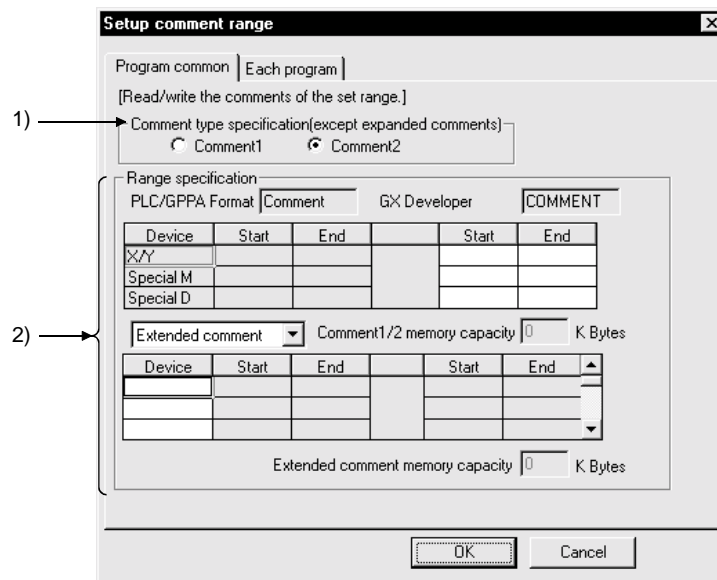 Setup comment range
Program common Each program
[Read/write the comments of the set range.]
1)
Comment type specification(except expanded comments)
Comment1 Comment2
Range specification
PLC/GPPA Format Comment GX Developer COMMENT
Device Start End Start End
X/Y
Special M
Special D
2)
Extended comment Comment1/2 memory capacity 0 K Bytes
Device Start End Start End
Extended comment memory capacity 0 K Bytes
OK Cancel